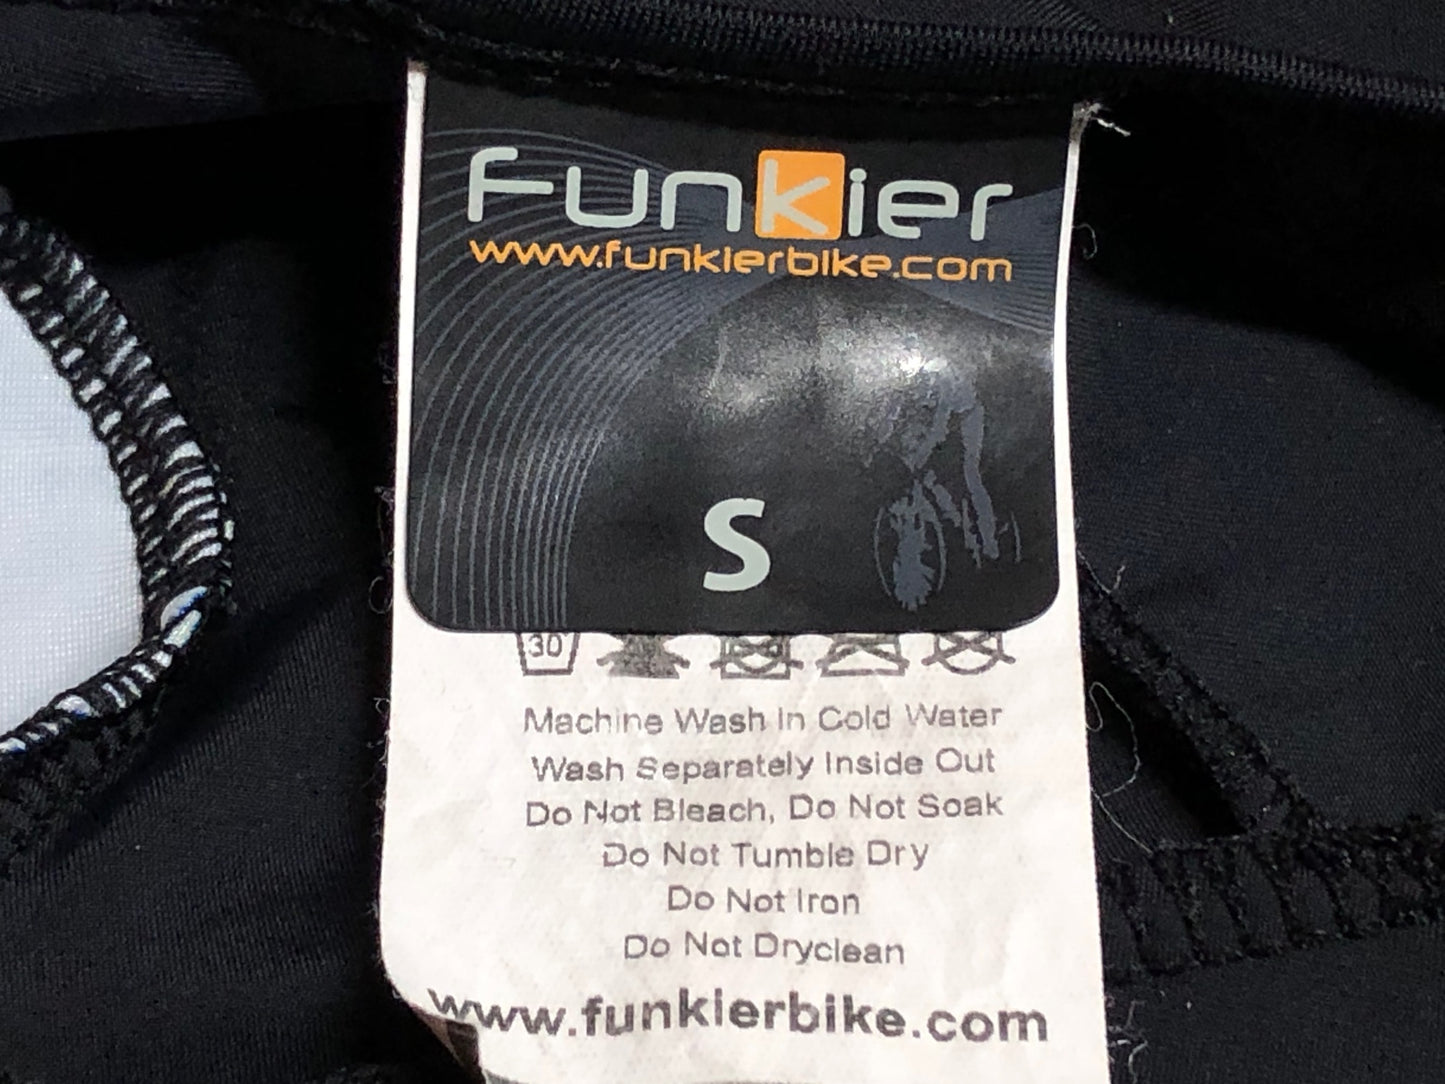 Funkier
www.funkierbike.com
S
30°
Machine Wash In Cold Water
Wash Separately Inside Out
Do Not Bleach, Do Not Soak
Do Not Tumble Dry
Do Not Iron
Do Not Dryclean
www.funkierbike.com